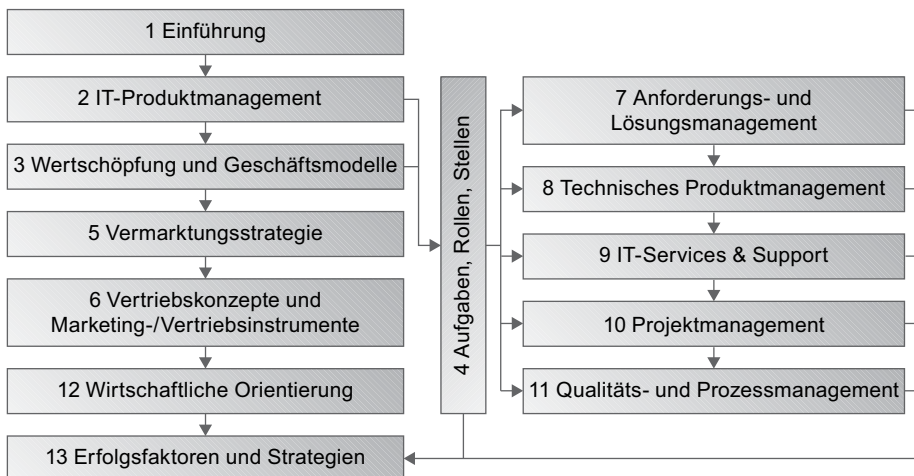 1 Einführung
2 IT-Produktmanagement
3 Wertschöpfung und Geschäftsmodelle
5 Vermarktungsstrategie
6 Vertriebskonzepte und
Marketing-/Vertriebsinstrumente
12 Wirtschaftliche Orientierung
13 Erfolgsfaktoren und Strategien
4 Aufgaben, Rollen, Stellen
7 Anforderungs- und
Lösungsmanagement
8 Technisches Produktmanagement
9 IT-Services & Support
10 Projektmanagement
11 Qualitäts- und Prozessmanagement